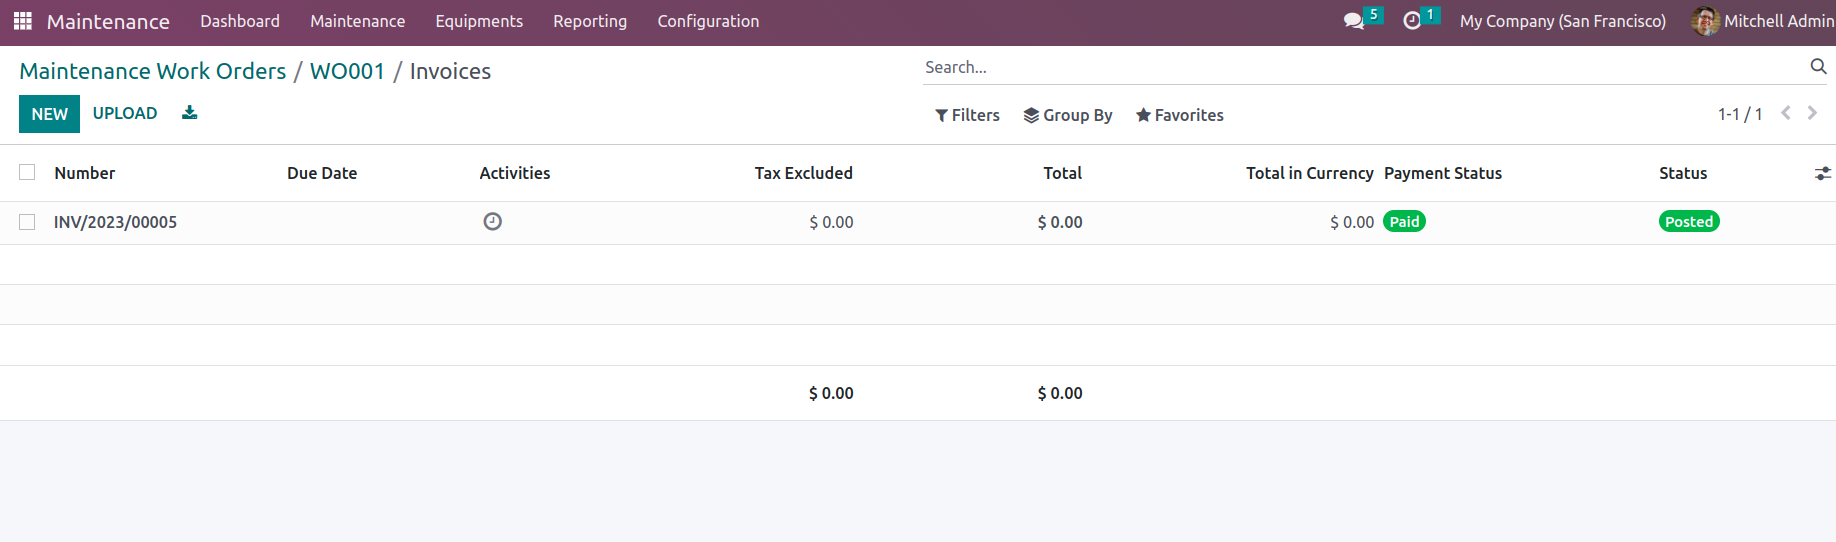 Maintenance Dashboard Maintenance Equipments Reporting Configuration 5 1 My Company (San Francisco) Mitchell Admin
Maintenance Work Orders / WO001 / Invoices Search...
NEW UPLOAD Filters Group By Favorites 1-1 / 1
Number Due Date Activities Tax Excluded Total Total in Currency Payment Status Status
INV/2023/00005 $ 0.00 $ 0.00 $ 0.00 Paid Posted
$ 0.00 $ 0.00